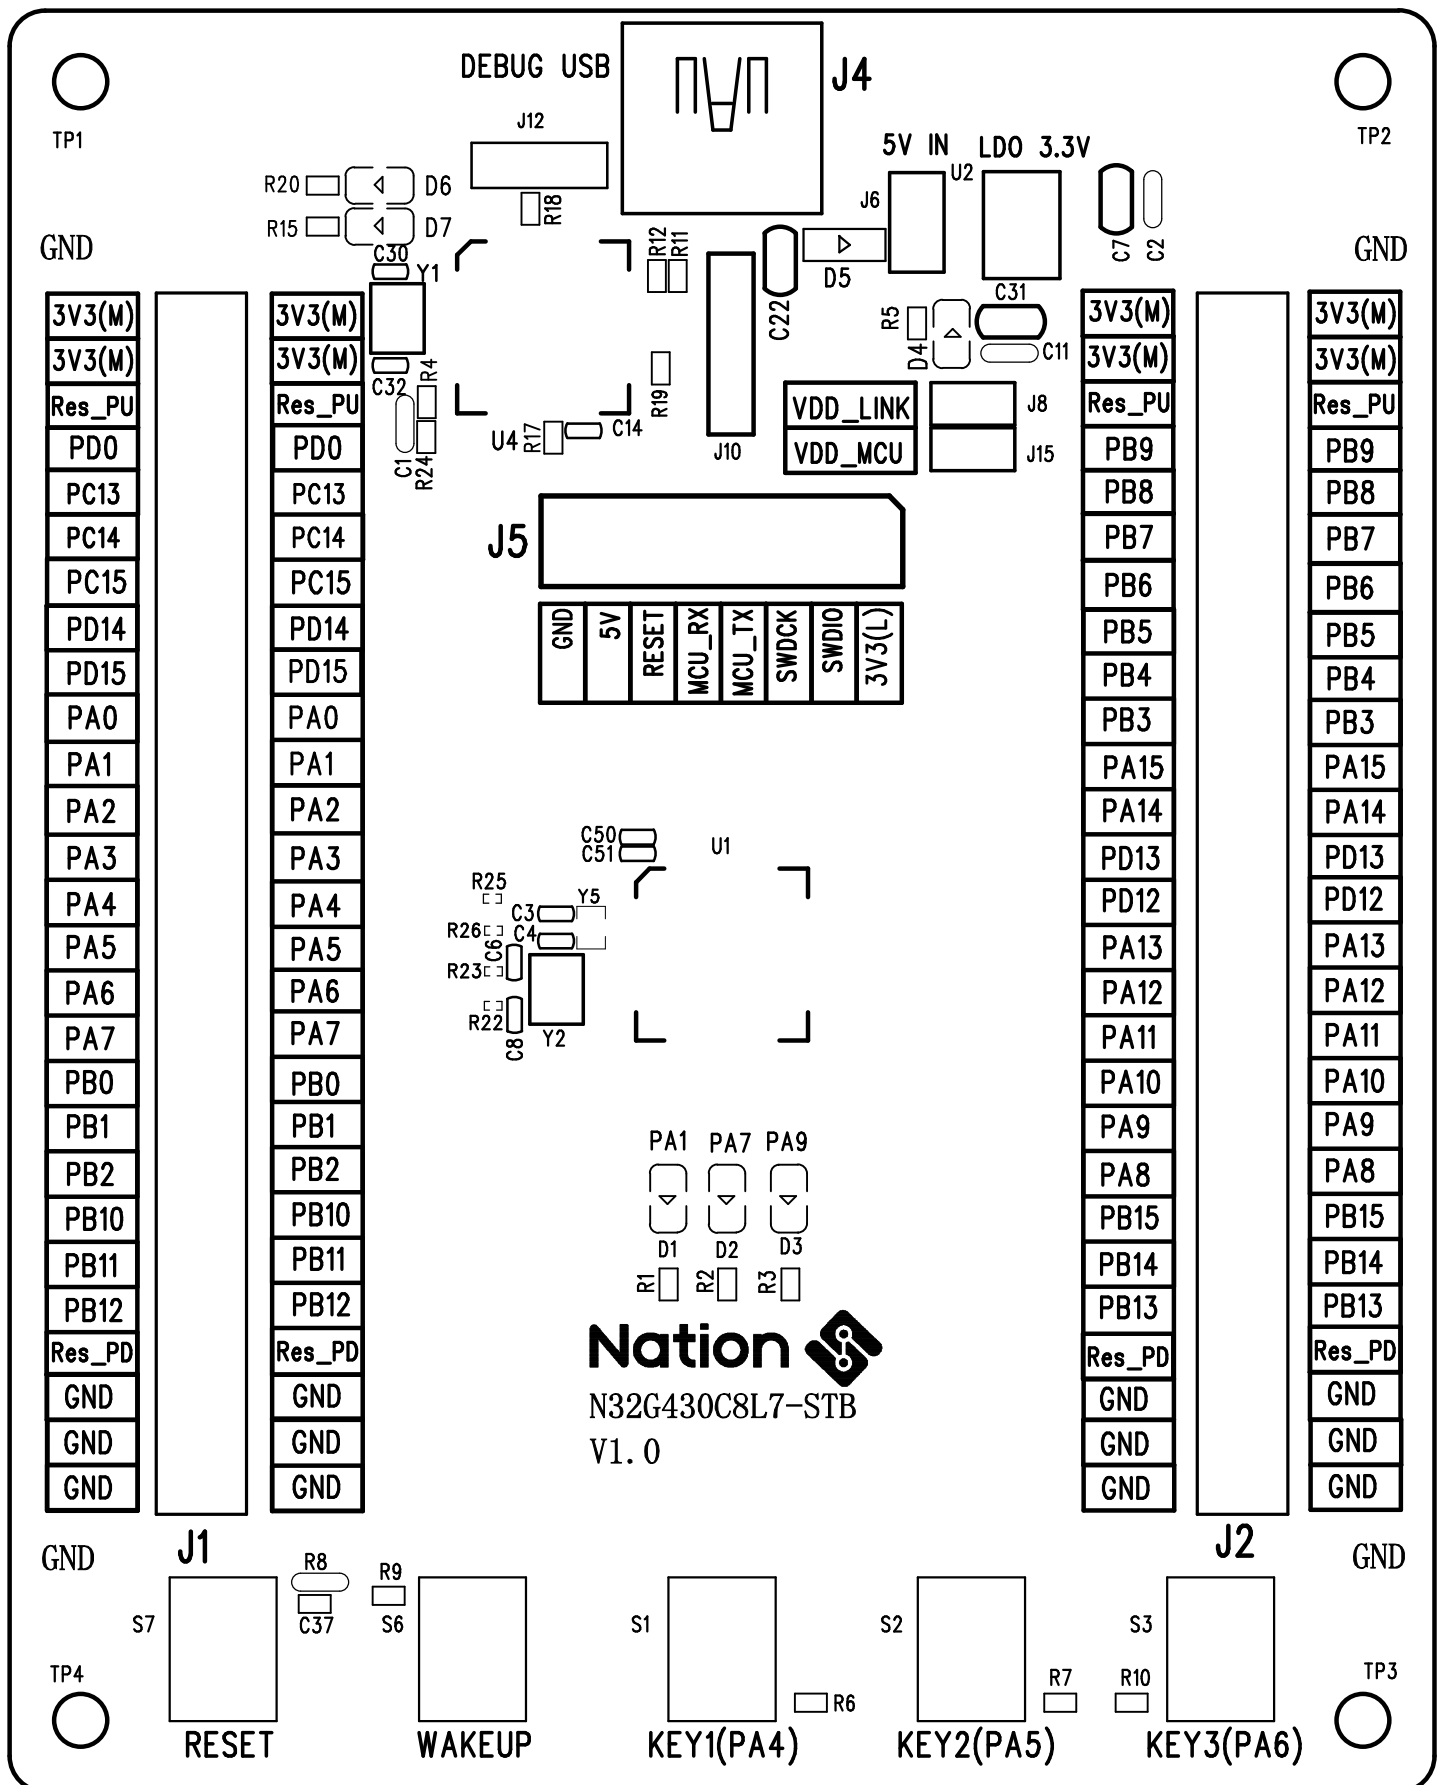 DEBUG USB
J4
TP1
TP2
J12
5V IN
LDO 3.3V
U2
J6
R20
D6
R18
C7
C2
R15
D7
GND
GND
C30
Y1
R12
R11
D5
C31
C22
R5
D4
C11
C32
R4
R19
C1
R24
U4
R17
C14
J10
VDD_LINK
J8
VDD_MCU
J15
3V3(M)
3V3(M)
Res_PU
PD0
PC13
PC14
PC15
PD14
PD15
PA0
PA1
PA2
PA3
PA4
PA5
PA6
PA7
PB0
PB1
PB2
PB10
PB11
PB12
Res_PD
GND
GND
GND
J1
3V3(M)
3V3(M)
Res_PU
PD0
PC13
PC14
PC15
PD14
PD15
PA0
PA1
PA2
PA3
PA4
PA5
PA6
PA7
PB0
PB1
PB2
PB10
PB11
PB12
Res_PD
GND
GND
GND
J5
GND
5V
RESET
MCU_RX
MCU_TX
SWDCK
SWDIO
3V3(L)
C50
C51
U1
R25
C3
Y5
R26
C4
C6
R23
R22
C8
Y2
PA1
PA7
PA9
D1
D2
D3
R1
R2
R3
Nation
N32G430C8L7-STB
V1.0
3V3(M)
3V3(M)
Res_PU
PB9
PB8
PB7
PB6
PB5
PB4
PB3
PA15
PA14
PD13
PD12
PA13
PA12
PA11
PA10
PA9
PA8
PB15
PB14
PB13
Res_PD
GND
GND
GND
J2
3V3(M)
3V3(M)
Res_PU
PB9
PB8
PB7
PB6
PB5
PB4
PB3
PA15
PA14
PD13
PD12
PA13
PA12
PA11
PA10
PA9
PA8
PB15
PB14
PB13
Res_PD
GND
GND
GND
GND
GND
R8
R9
S7
C37
S6
S1
S2
S3
TP4
TP3
R6
R7
R10
RESET
WAKEUP
KEY1(PA4)
KEY2(PA5)
KEY3(PA6)